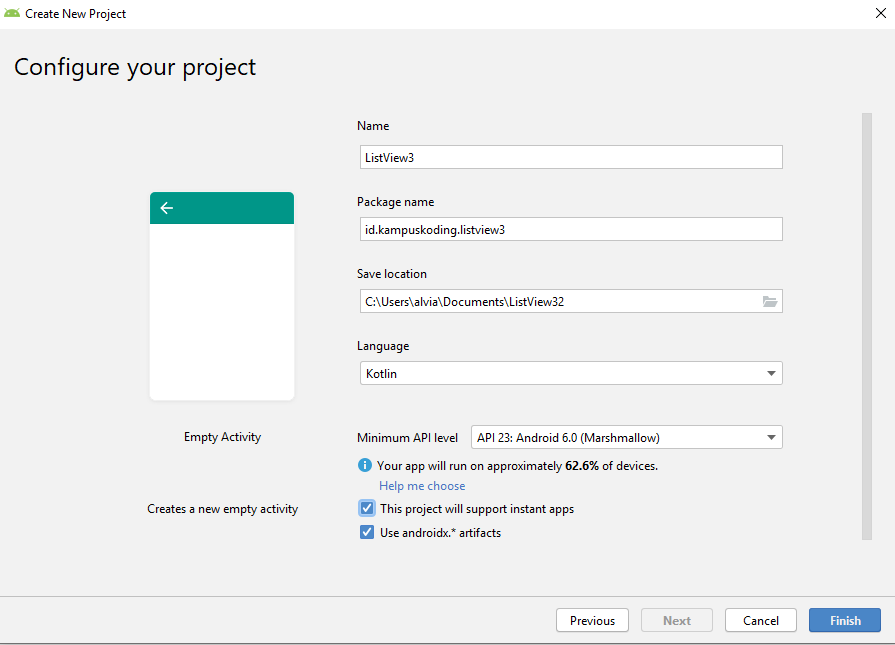 Create New Project
Configure your project
Name
ListView3
Package name
id.kampuskoding.listview3
Save location
C:\Users\alvia\Documents\ListView32
Language
Kotlin
Empty Activity
Minimum API level API 23: Android 6.0 (Marshmallow)
Your app will run on approximately 62.6% of devices.
Help me choose
Creates a new empty activity
This project will support instant apps
Use androidx.* artifacts
Previous Next Cancel Finish